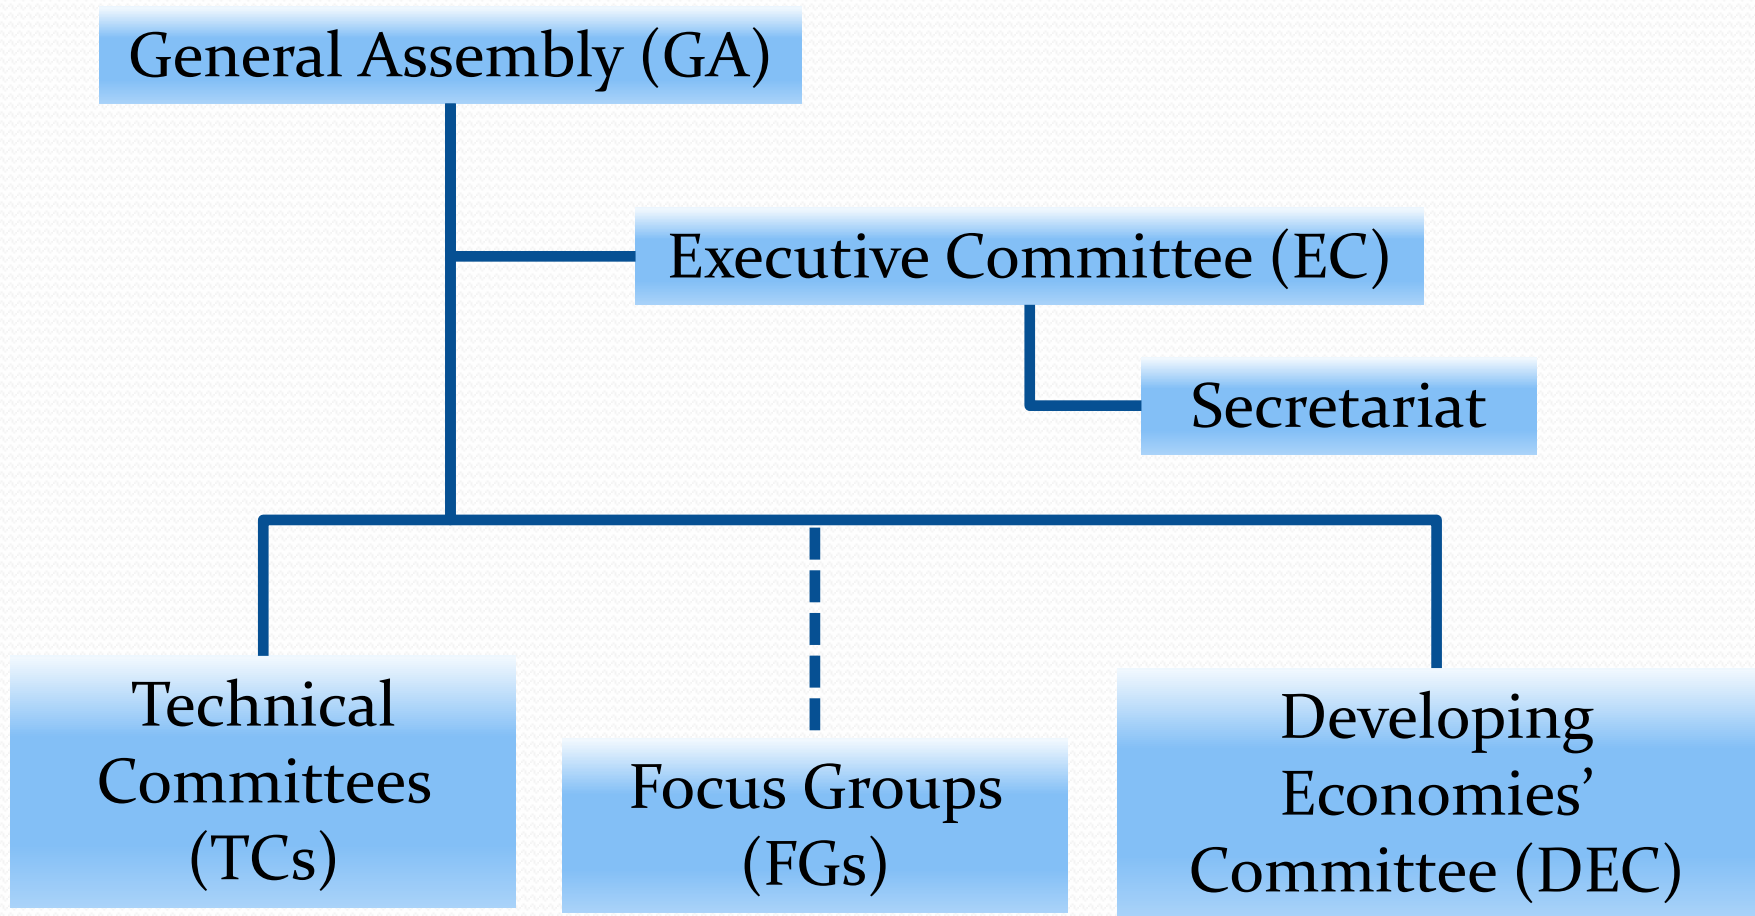 General Assembly (GA)
Executive Committee (EC)
Secretariat
Technical
Committees
(TCs)
Focus Groups
(FGs)
Developing
Economies’
Committee (DEC)